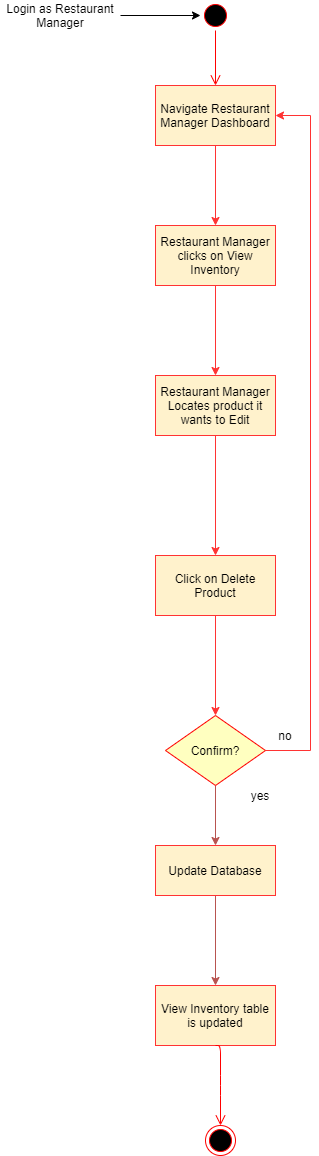 Login as Restaurant
Manager
Navigate Restaurant
Manager Dashboard
Restaurant Manager
clicks on View
Inventory
Restaurant Manager
Locates product it
wants to Edit
Click on Delete
Product
Confirm?
no
yes
Update Database
View Inventory table
is updated